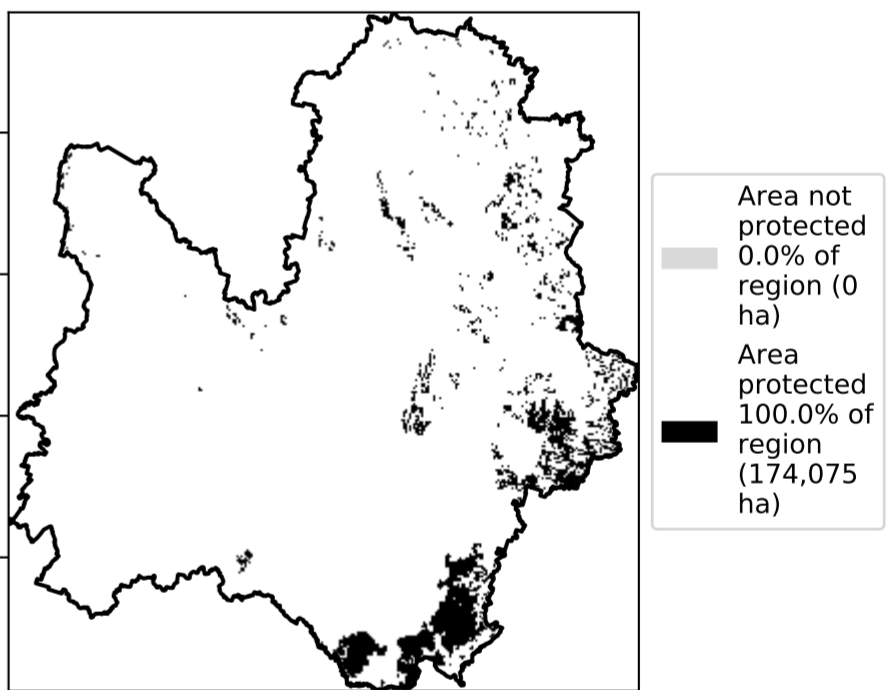 Area not
protected
0.0% of
region (0
ha)
Area
protected
100.0% of
region
(174,075
ha)